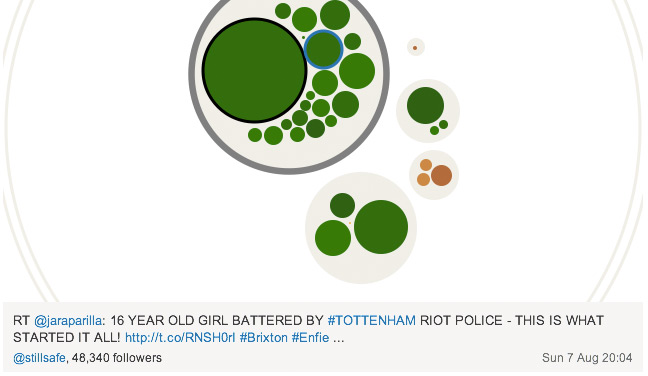 RT @jaraparilla: 16 YEAR OLD GIRL BATTERED BY #TOTTENHAM RIOT POLICE - THIS IS WHAT
STARTED IT ALL! http://t.co/RNSH0rI #Brixton #Enfie ...
@stillsafe, 48,340 followers
Sun 7 Aug 20:04